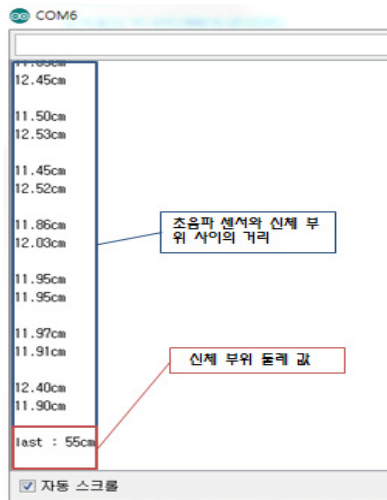 COM6
12.45cm
11.50cm
12.53cm
11.45cm
12.52cm
11.86cm
12.03cm
초음파 센서와 신체 부
위 사이의 거리
11.95cm
11.95cm
11.97cm
11.91cm
신체 부위 둘레 값
12.40cm
11.90cm
last : 55cm
자동 스크롤